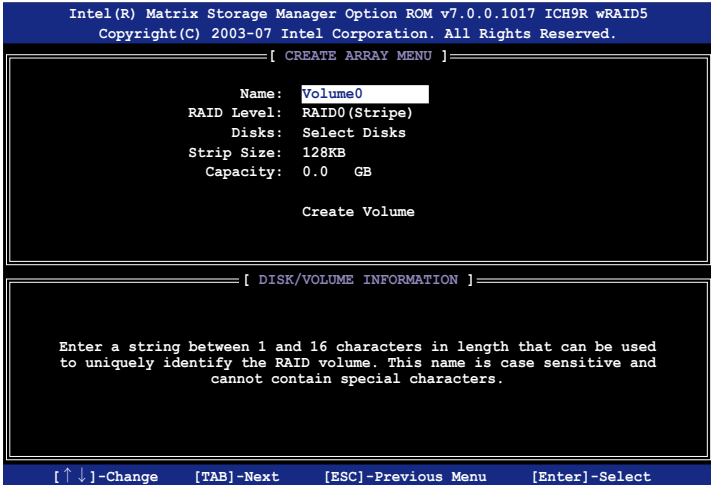 Intel(R) Matrix Storage Manager Option ROM v7.0.0.1017 ICH9R wRAID5
Copyright(C) 2003-07 Intel Corporation. All Rights Reserved.
[ CREATE ARRAY MENU ]
Name: Volume0
RAID Level: RAID0(Stripe)
Disks: Select Disks
Strip Size: 128KB
Capacity: 0.0 GB
Create Volume
[ DISK/VOLUME INFORMATION ]
Enter a string between 1 and 16 characters in length that can be used
to uniquely identify the RAID volume. This name is case sensitive and
cannot contain special characters.
[↑↓]-Change [TAB]-Next [ESC]-Previous Menu [Enter]-Select